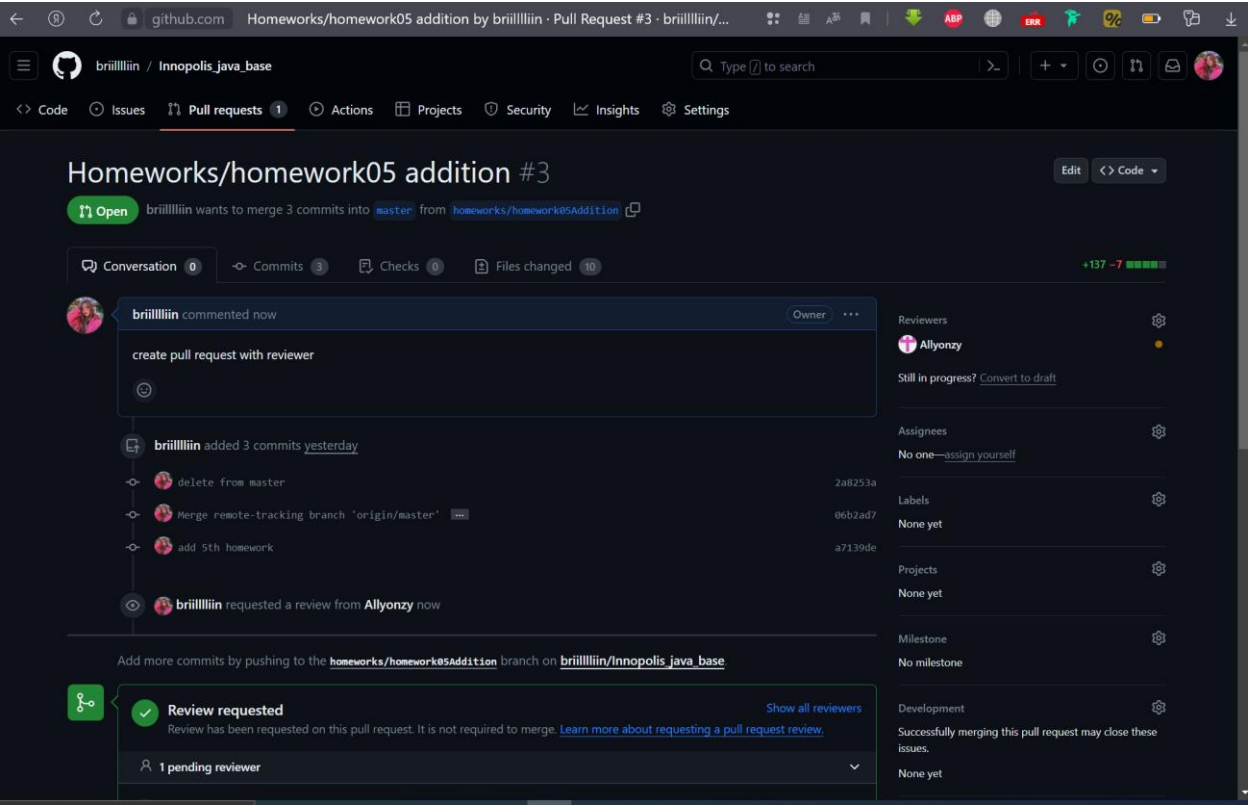 github.com Homeworks/homework05 addition by briilllliin · Pull Request #3 · briilllliin/...
ABP
ERR
briilllliin / Innopolis_java_base
Type / to search
Code
Issues
Pull requests 1
Actions
Projects
Security
Insights
Settings
Homeworks/homework05 addition #3
Edit
<> Code
Open
briilllliin wants to merge 3 commits into master from homeworks/homework05Addition
Conversation 0
Commits 3
Checks 0
Files changed 10
+137 −7
briilllliin commented now
Owner
create pull request with reviewer
briilllliin added 3 commits yesterday
delete from master 2a8253a
Merge remote-tracking branch 'origin/master' 06b2ad7
add 5th homework a7139de
briilllliin requested a review from Allyonzy now
Add more commits by pushing to the homeworks/homework05Addition branch on briilllliin/Innopolis_java_base.
Review requested
Show all reviewers
Review has been requested on this pull request. It is not required to merge. Learn more about requesting a pull request review.
1 pending reviewer
Reviewers
Allyonzy
Still in progress? Convert to draft
Assignees
No one—assign yourself
Labels
None yet
Projects
None yet
Milestone
No milestone
Development
Successfully merging this pull request may close these
issues.
None yet